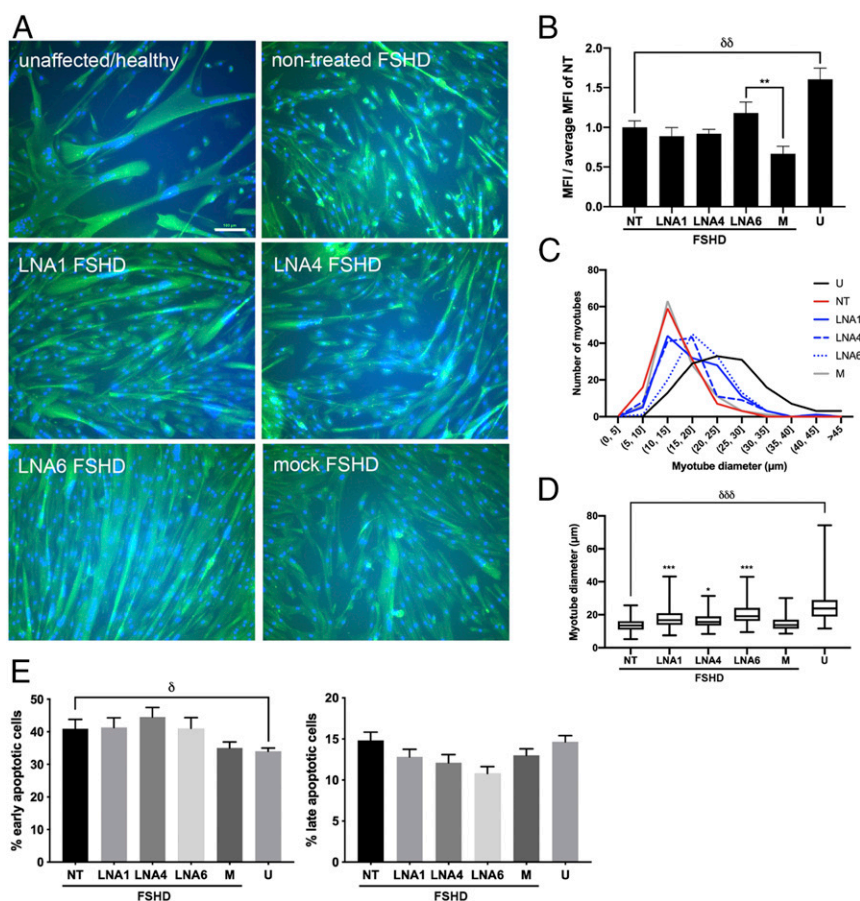 A
unaffected/healthy
non-treated FSHD
LNA1 FSHD
LNA4 FSHD
LNA6 FSHD
mock FSHD
B
δδ
**
MFI / average MFI of NT
2.0
1.5
1.0
0.5
0.0
NT LNA1 LNA4 LNA6 M U
FSHD
C
Number of myotubes
80
60
40
20
0
(0, 5]
(5, 10]
(10, 15]
(15, 20]
(20, 25]
(25, 30]
(30, 35]
(35, 40]
(40, 45]
>45
Myotube diameter (µm)
U
NT
LNA1
LNA4
LNA6
M
D
δδδ
Myotube diameter (µm)
80
60
40
20
0
*** * ***
NT LNA1 LNA4 LNA6 M U
FSHD
E
δ
% early apoptotic cells
50
40
30
20
10
0
NT LNA1 LNA4 LNA6 M U
FSHD
% late apoptotic cells
20
15
10
5
0
NT LNA1 LNA4 LNA6 M U
FSHD